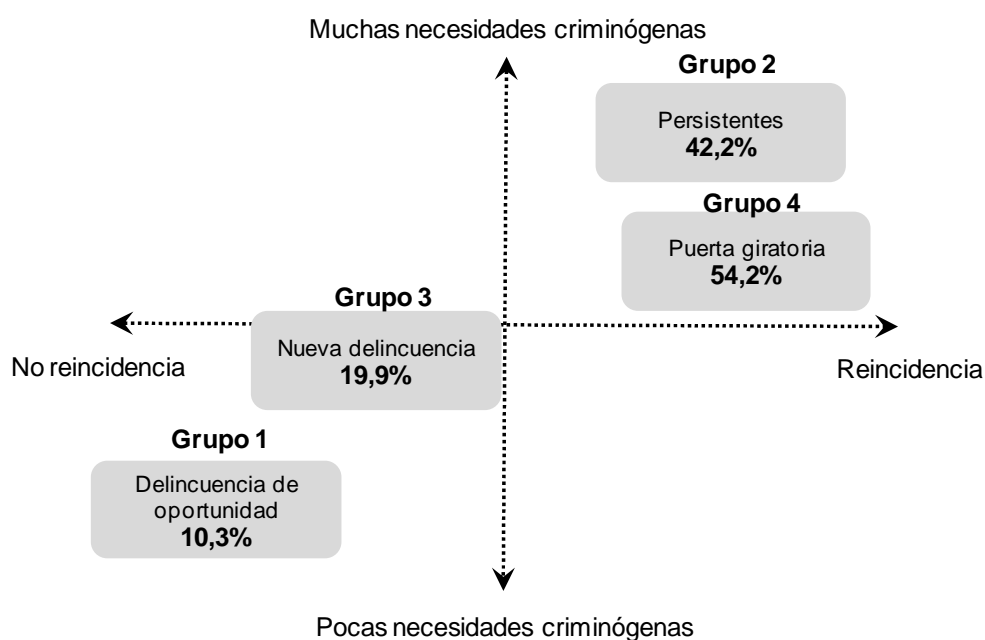 Muchas necesidades criminógenas
Grupo 2
Persistentes
42,2%
Grupo 4
Puerta giratoria
54,2%
Grupo 3
Nueva delincuencia
19,9%
No reincidencia
Reincidencia
Grupo 1
Delincuencia de
oportunidad
10,3%
Pocas necesidades criminógenas